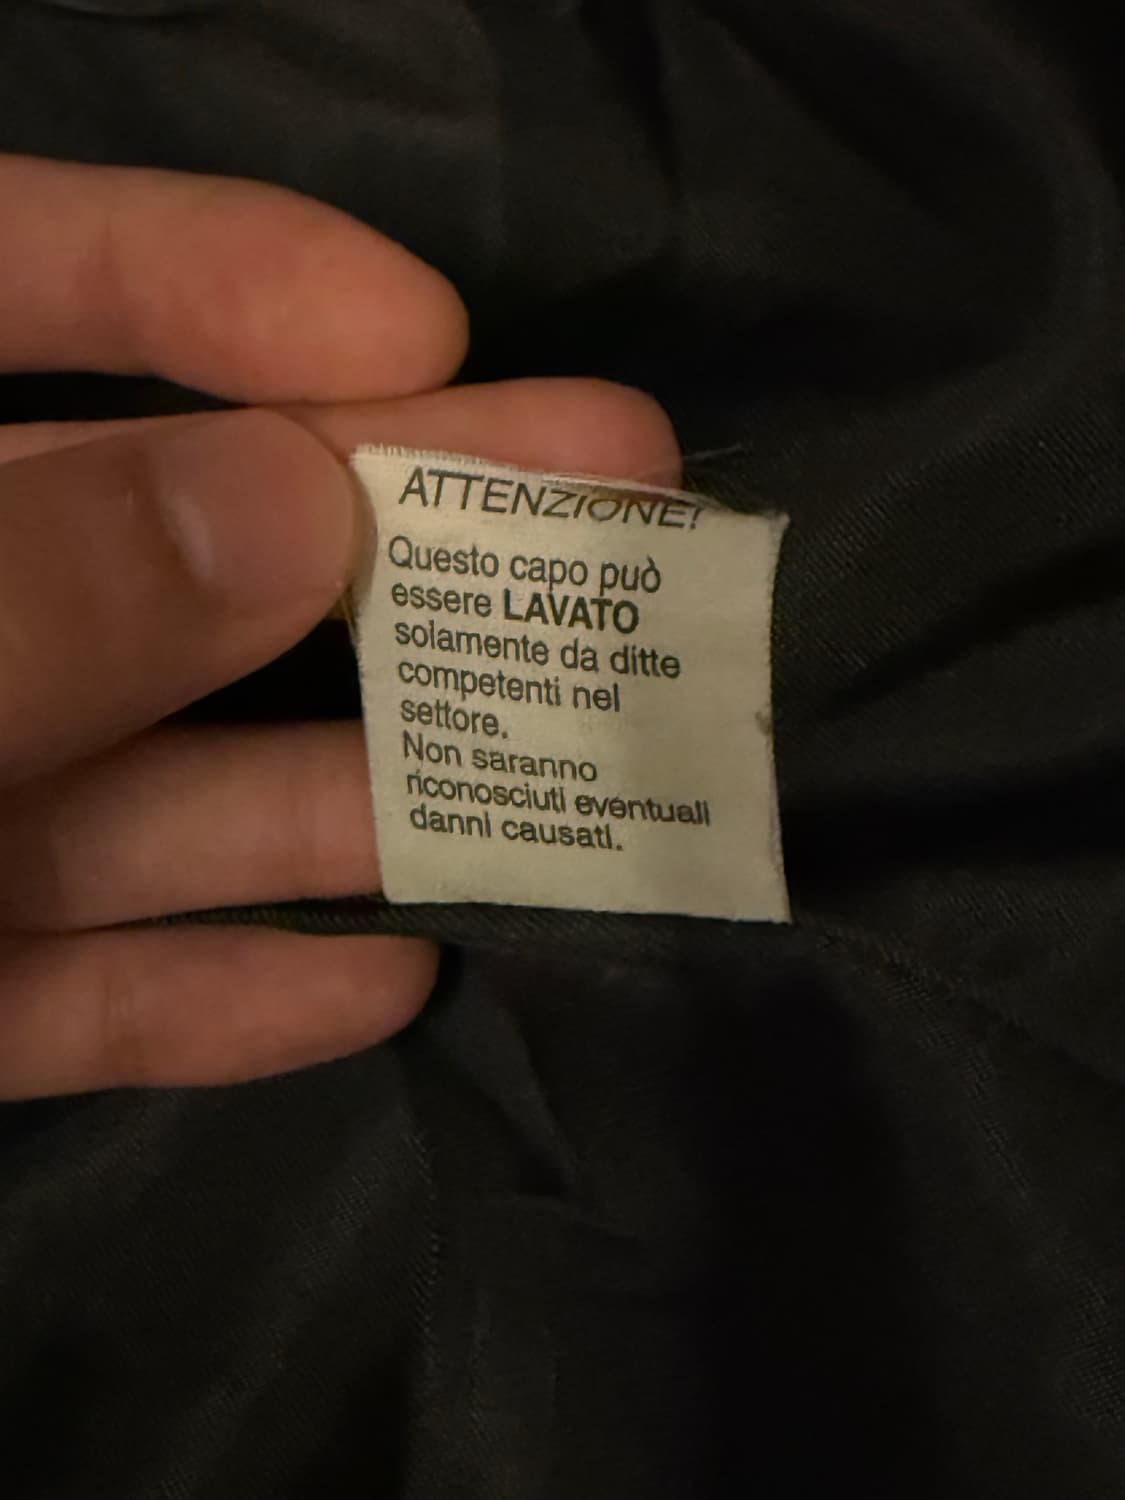 ATTENZIONE!
Questo capo può
essere LAVATO
solamente da ditte
competenti nel
settore.
Non saranno
riconosciuti eventuali
danni causati.